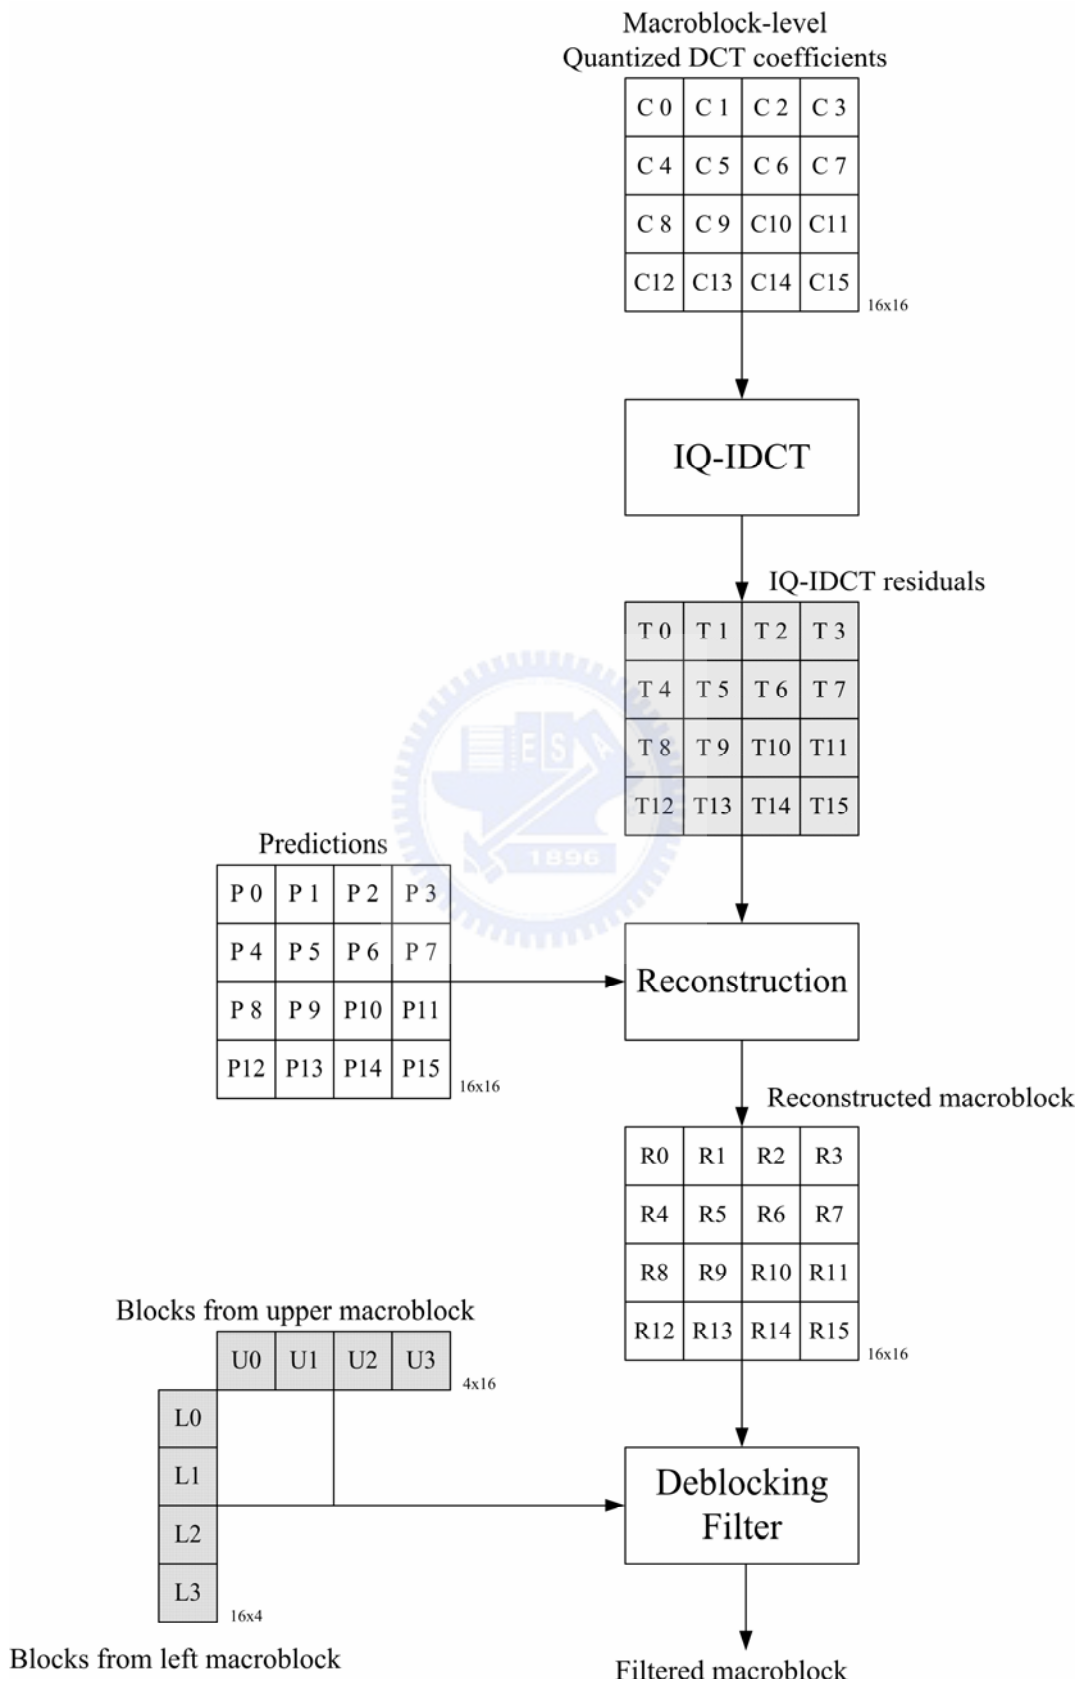 Macroblock-level
Quantized DCT coefficients
C 0 C 1 C 2 C 3
C 4 C 5 C 6 C 7
C 8 C 9 C10 C11
C12 C13 C14 C15
16x16
IQ-IDCT
IQ-IDCT residuals
T 0 T 1 T 2 T 3
T 4 T 5 T 6 T 7
T 8 T 9 T10 T11
T12 T13 T14 T15
E S A
1896
Predictions
P 0 P 1 P 2 P 3
P 4 P 5 P 6 P 7
P 8 P 9 P10 P11
P12 P13 P14 P15
16x16
Reconstruction
Reconstructed macroblock
R0 R1 R2 R3
R4 R5 R6 R7
R8 R9 R10 R11
R12 R13 R14 R15
16x16
Blocks from upper macroblock
U0 U1 U2 U3
4x16
L0
L1
L2
L3
16x4
Blocks from left macroblock
Deblocking
Filter
Filtered macroblock